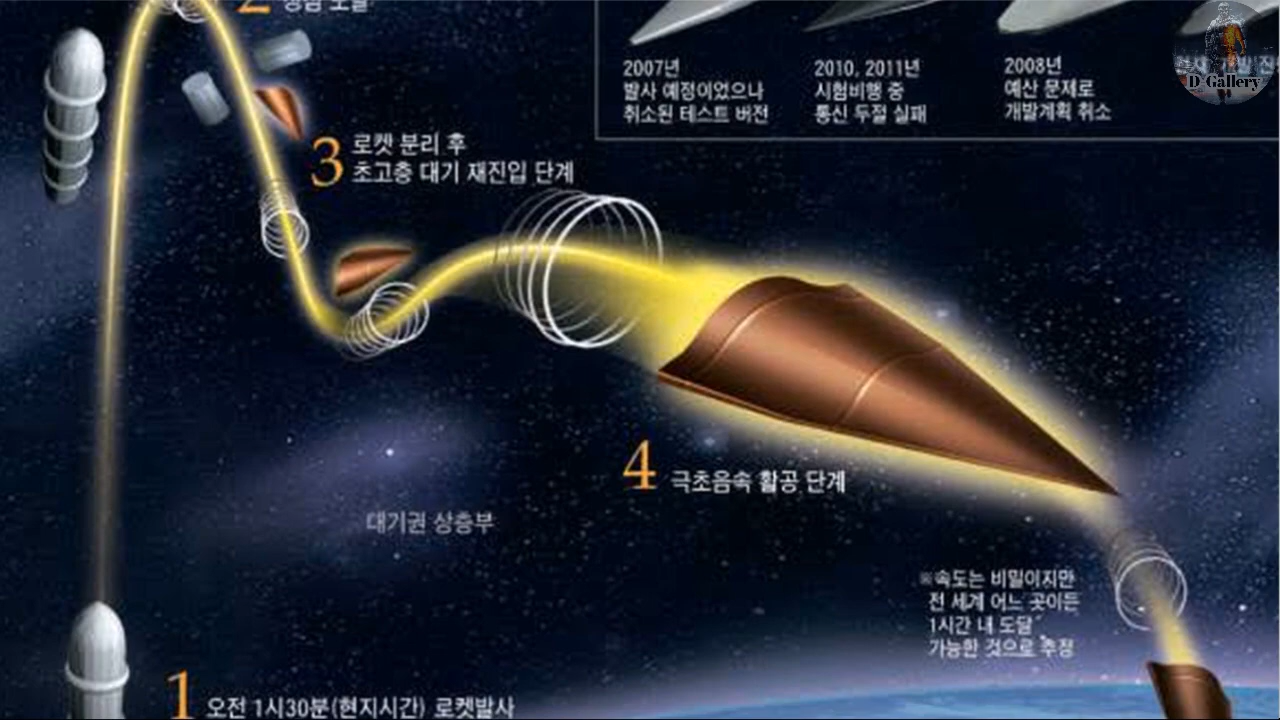 2 정점 도달
2007년
발사 예정이었으나
취소된 테스트 버전
2010, 2011년
시험비행 중
통신 두절 실패
2008년
예산 문제로
개발계획 취소
D-Gallery
3 로켓 분리 후
초고층 대기 재진입 단계
4 극초음속 활공 단계
대기권 상층부
※속도는 비밀이지만
전 세계 어느 곳이든
1시간 내 도달
가능한 것으로 추정
1 오전 1시30분(현지시간) 로켓발사